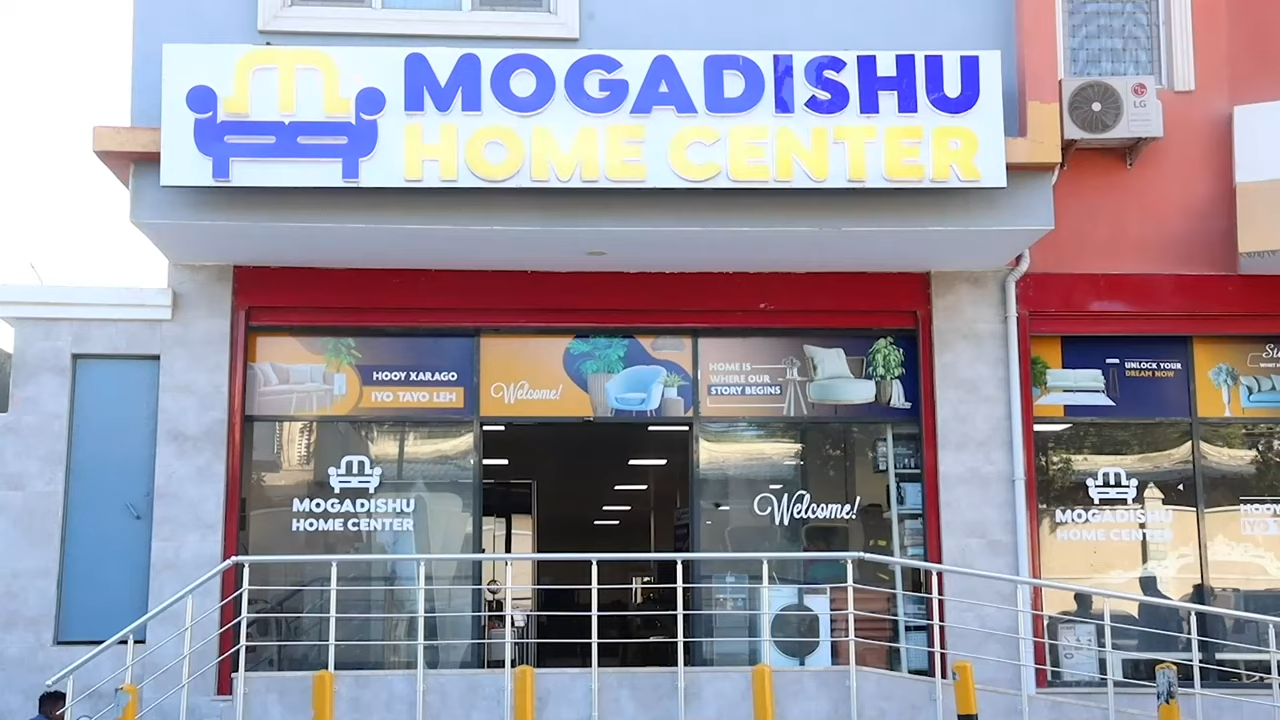 MOGADISHU
HOME CENTER
LG
HOOY XARAGO
IYO TAYO LEH
Welcome!
HOME IS
WHERE OUR
STORY BEGINS
UNLOCK YOUR
DREAM NOW
MOGADISHU
HOME CENTER
Welcome!
MOGADISHU
HOME CENTER
HOOY